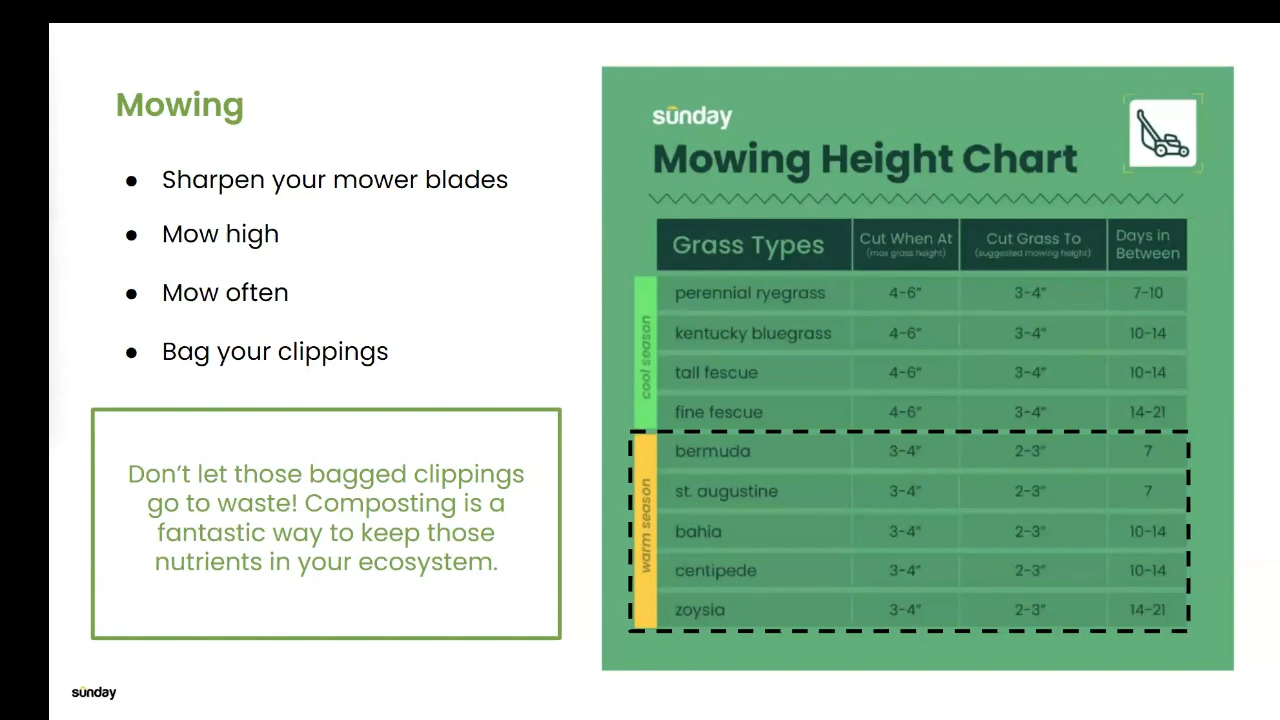 Mowing
● Sharpen your mower blades
● Mow high
● Mow often
● Bag your clippings
Don't let those bagged clippings
go to waste! Composting is a
fantastic way to keep those
nutrients in your ecosystem.
sunday
sunday
Mowing Height Chart
Grass Types Cut When At (max grass height) Cut Grass To (suggested mowing height) Days in Between
cool season
perennial ryegrass 4-6" 3-4" 7-10
kentucky bluegrass 4-6" 3-4" 10-14
tall fescue 4-6" 3-4" 10-14
fine fescue 4-6" 3-4" 14-21
warm season
bermuda 3-4" 2-3" 7
st. augustine 3-4" 2-3" 7
bahia 3-4" 2-3" 10-14
centipede 3-4" 2-3" 10-14
zoysia 3-4" 2-3" 14-21